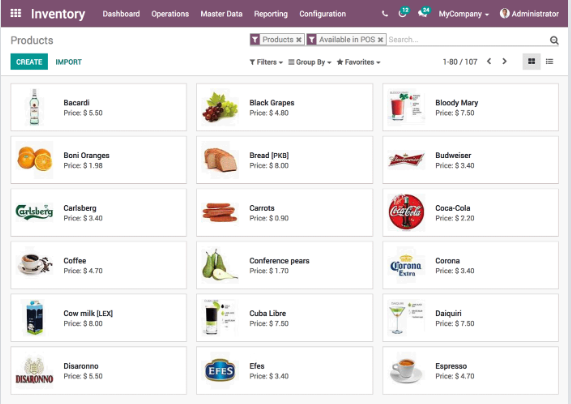 Inventory Dashboard Operations Master Data Reporting Configuration 12 24 MyCompany Administrator
Products Products × Available in POS × Search...
CREATE IMPORT Filters Group By Favorites 1-80 / 107
Bacardi
Price: $ 5.50
Black Grapes
Price: $ 4.80
Bloody Mary
Price: $ 7.50
Boni Oranges
Price: $ 1.98
Bread [PKB]
Price: $ 8.00
Budweiser
Budweiser
Price: $ 3.40
Carlsberg
Carlsberg
Price: $ 3.40
Carrots
Price: $ 0.90
Coca-Cola
Coca-Cola
Price: $ 2.20
Coffee
Price: $ 4.70
Conference pears
Price: $ 1.70
Corona
Extra
Corona
Price: $ 3.40
Cow milk [LEX]
Price: $ 8.00
Cuba Libre
Price: $ 7.50
DAIQUIRI
Daiquiri
Price: $ 7.50
DISARONNO
Disaronno
Price: $ 5.50
EFES
Efes
Price: $ 3.40
Espresso
Price: $ 4.70